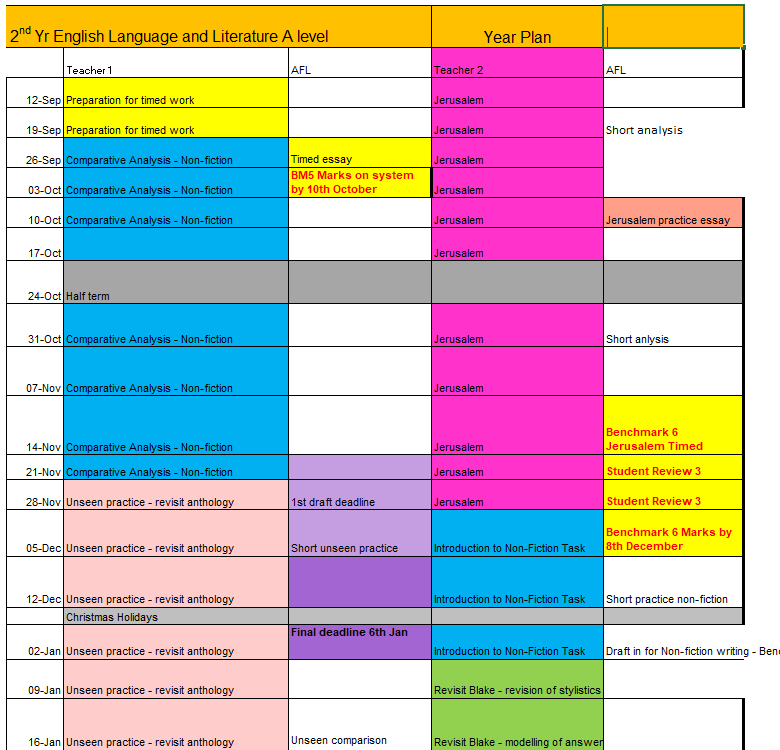 2nd Yr English Language and Literature A level Year Plan
Teacher 1 AFL Teacher 2 AFL
12-Sep Preparation for timed work Jerusalem
19-Sep Preparation for timed work Jerusalem Short analysis
26-Sep Comparative Analysis - Non-fiction Timed essay Jerusalem
BM5 Marks on system
03-Oct Comparative Analysis - Non-fiction by 10th October Jerusalem
10-Oct Comparative Analysis - Non-fiction Jerusalem Jerusalem practice essay
17-Oct Jerusalem
24-Oct Half term
31-Oct Comparative Analysis - Non-fiction Jerusalem Short anlysis
07-Nov Comparative Analysis - Non-fiction Jerusalem
Benchmark 6
14-Nov Comparative Analysis - Non-fiction Jerusalem Jerusalem Timed
21-Nov Comparative Analysis - Non-fiction Jerusalem Student Review 3
28-Nov Unseen practice - revisit anthology 1st draft deadline Jerusalem Student Review 3
Benchmark 6 Marks by
05-Dec Unseen practice - revisit anthology Short unseen practice Introduction to Non-Fiction Task 8th December
12-Dec Unseen practice - revisit anthology Introduction to Non-Fiction Task Short practice non-fiction
Christmas Holidays
Final deadline 6th Jan
02-Jan Unseen practice - revisit anthology Introduction to Non-Fiction Task Draft in for Non-fiction writing -
09-Jan Unseen practice - revisit anthology Revisit Blake - revision of stylistics
16-Jan Unseen practice - revisit anthology Unseen comparison Revisit Blake - modelling of answer